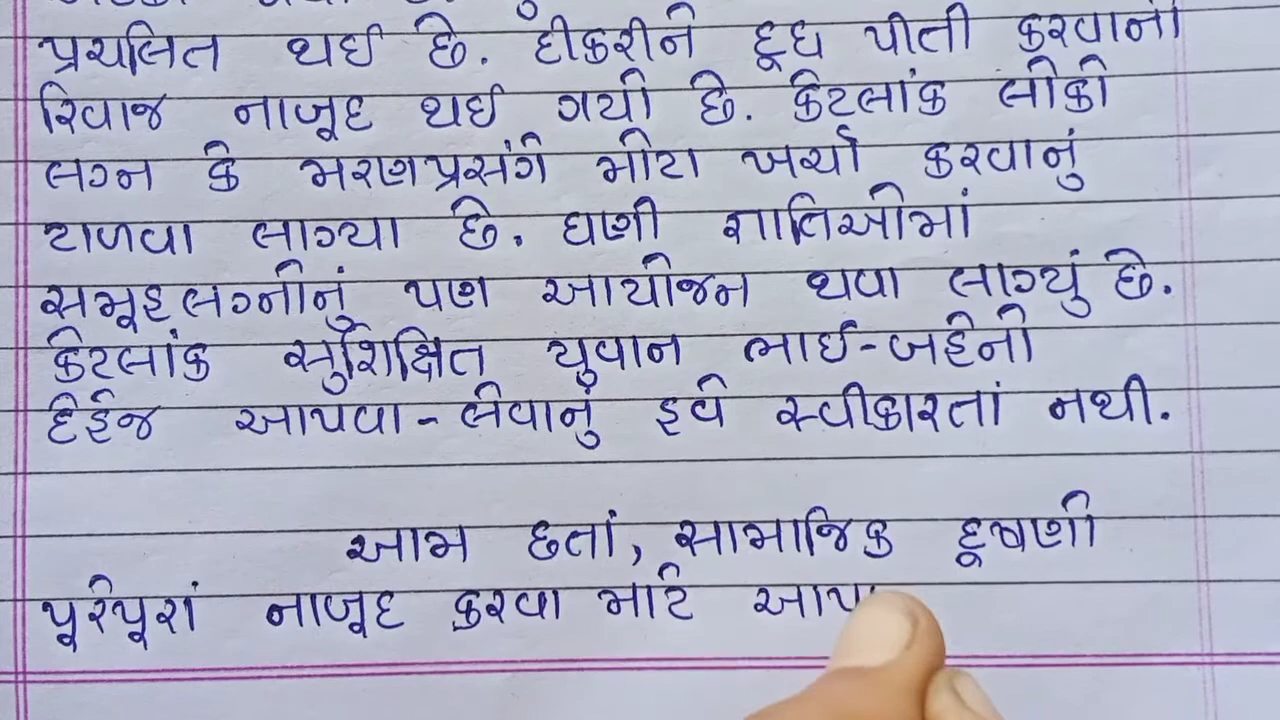 પ્રચલિત થઈ છે. દીકરીને દૂધ પીતી કરવાનો
રિવાજ નાબૂદ થઈ ગયો છે. કેટલાંક લોકો
લગ્ન કે મરણપ્રસંગે મોટા ખર્ચા કરવાનું
ટાળવા લાગ્યા છે. ઘણી જ્ઞાતિઓમાં
સમૂહલગ્નોનું પણ આયોજન થવા લાગ્યું છે.
કેટલાંક સુશિક્ષિત યુવાન ભાઈ-બહેનો
દહેજ આપવા-લેવાનું હવે સ્વીકારતાં નથી.
આમ છતાં, સામાજિક દૂષણો
પૂરેપૂરાં નાબૂદ કરવા માટે